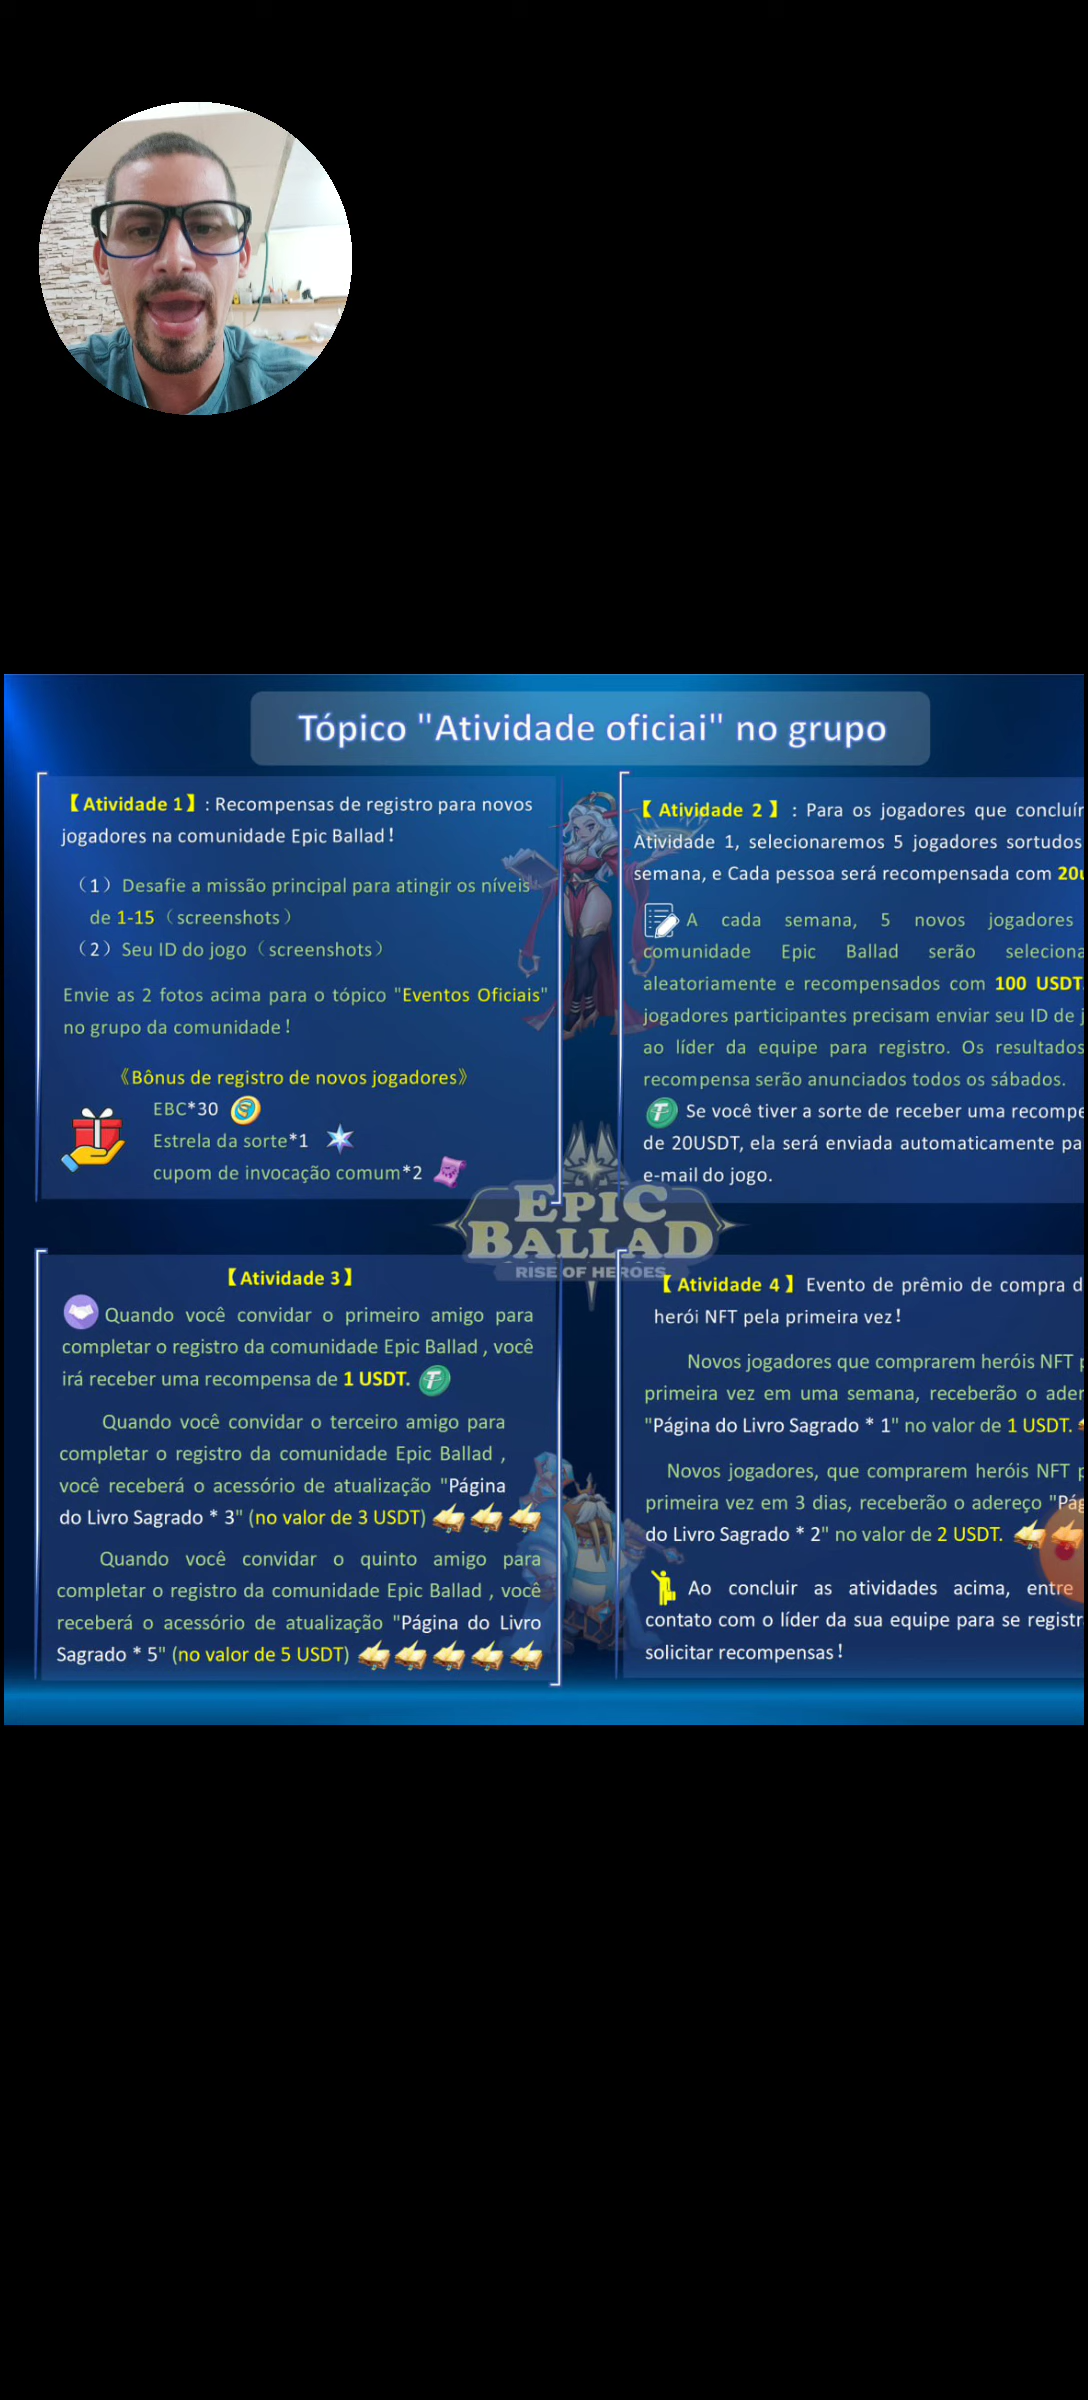 Tópico "Atividade oficiai" no grupo
【Atividade 1】: Recompensas de registro para novos
jogadores na comunidade Epic Ballad！
（1）Desafie a missão principal para atingir os níveis
de 1-15（screenshots）
（2）Seu ID do jogo（screenshots）
Envie as 2 fotos acima para o tópico "Eventos Oficiais"
no grupo da comunidade！
《Bônus de registro de novos jogadores》
EBC*30
Estrela da sorte*1
cupom de invocação comum*2
【Atividade 2】: Para os jogadores que
Atividade 1, selecionaremos 5 jogadores sortudos
semana, e Cada pessoa será recompensada com
A cada semana, 5 novos jogadores
comunidade Epic Ballad serão
aleatoriamente e recompensados com 100 USDT.
jogadores participantes precisam enviar seu ID de
ao líder da equipe para registro. Os resultados
recompensa serão anunciados todos os sábados.
Se você tiver a sorte de receber uma
de 20USDT, ela será enviada automaticamente
e-mail do jogo.
EPIC
BALLAD
RISE OF HEROES
【Atividade 3】
Quando você convidar o primeiro amigo para
completar o registro da comunidade Epic Ballad , você
irá receber uma recompensa de 1 USDT.
Quando você convidar o terceiro amigo para
completar o registro da comunidade Epic Ballad ,
você receberá o acessório de atualização "Página
do Livro Sagrado * 3" (no valor de 3 USDT)
Quando você convidar o quinto amigo para
completar o registro da comunidade Epic Ballad , você
receberá o acessório de atualização "Página do Livro
Sagrado * 5" (no valor de 5 USDT)
【Atividade 4】Evento de prêmio de compra
herói NFT pela primeira vez！
Novos jogadores que comprarem heróis NFT
primeira vez em uma semana, receberão o
"Página do Livro Sagrado * 1" no valor de 1 USDT.
Novos jogadores, que comprarem heróis NFT
primeira vez em 3 dias, receberão o adereço
do Livro Sagrado * 2" no valor de 2 USDT.
Ao concluir as atividades acima, entre
contato com o líder da sua equipe para se
solicitar recompensas！